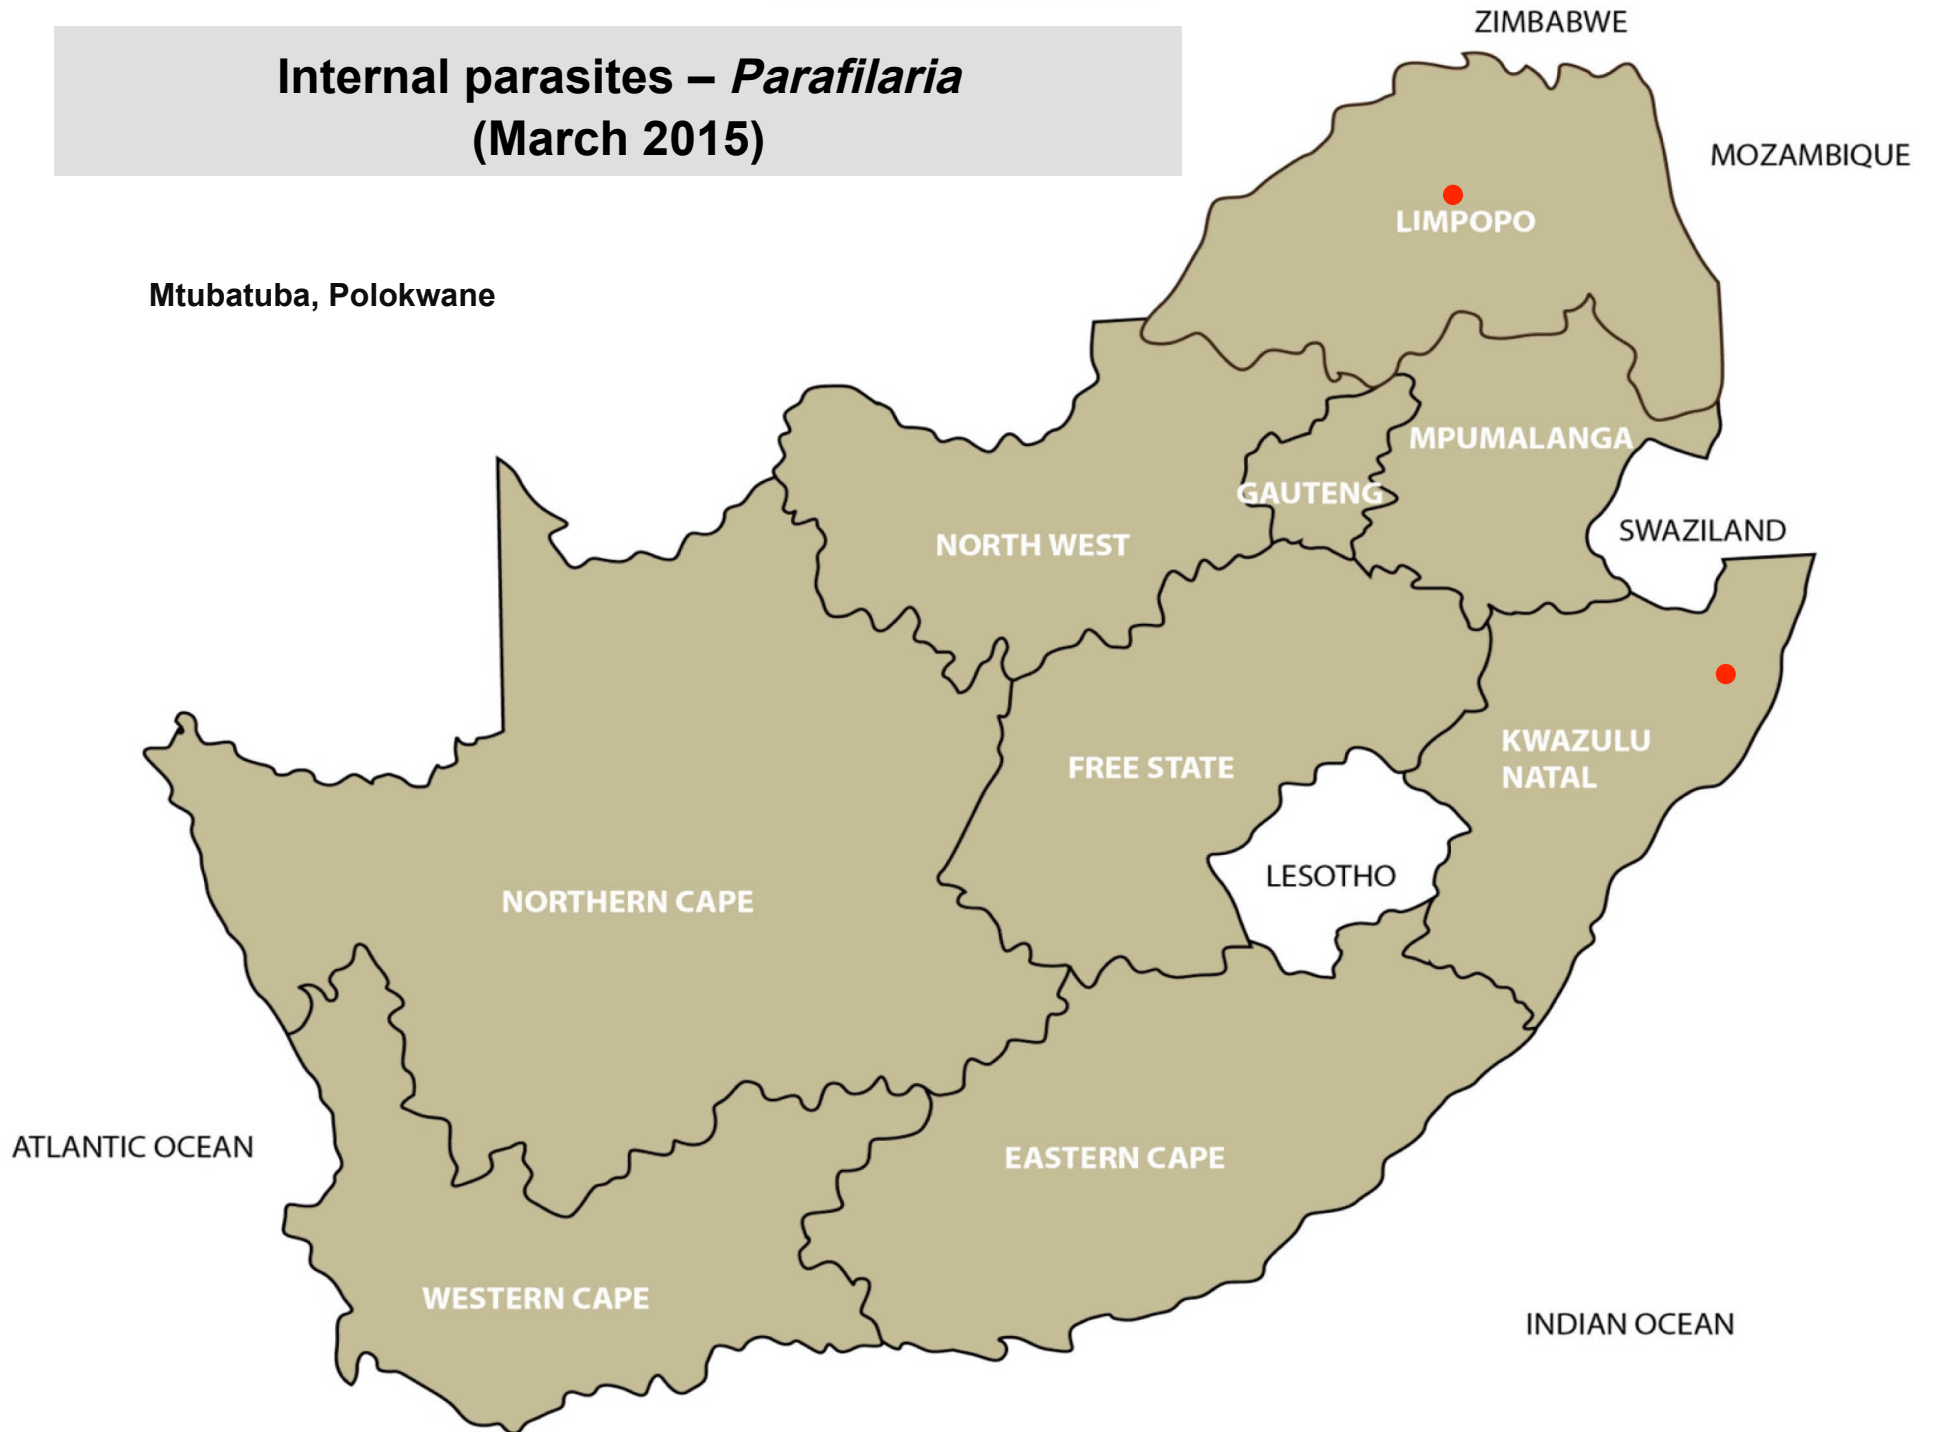 Internal parasites – Parafilaria
(March 2015)
ZIMBABWE
MOZAMBIQUE
LIMPOPO
Mtubatuba, Polokwane
MPUMALANGA
GAUTENG
SWAZILAND
NORTH WEST
KWAZULU
NATAL
FREE STATE
LESOTHO
NORTHERN CAPE
ATLANTIC OCEAN
EASTERN CAPE
WESTERN CAPE
INDIAN OCEAN